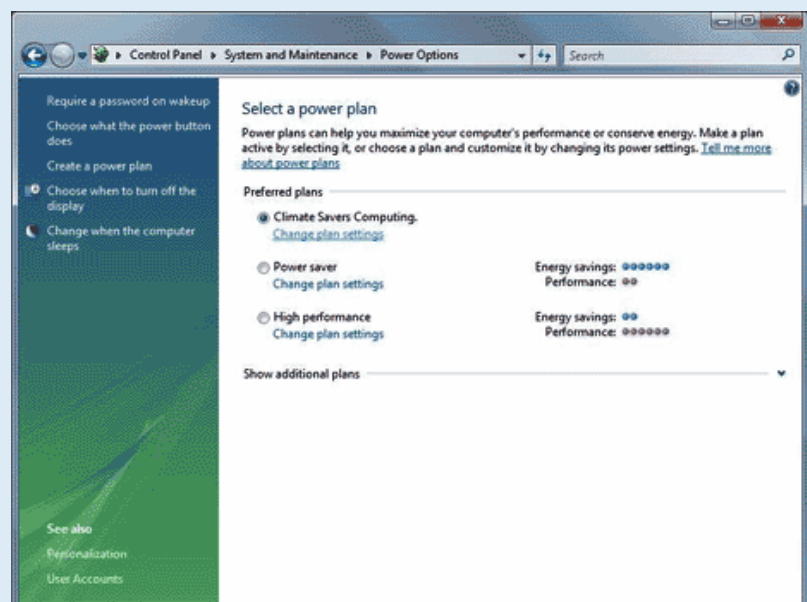 Control Panel ▸ System and Maintenance ▸ Power Options
Search
Require a password on wakeup
Choose what the power button
does
Create a power plan
Choose when to turn off the
display
Change when the computer
sleeps
See also
Personalization
User Accounts
Select a power plan
Power plans can help you maximize your computer's performance or conserve energy. Make a plan
active by selecting it, or choose a plan and customize it by changing its power settings. Tell me more
about power plans
Preferred plans
Climate Savers Computing.
Change plan settings
Power saver
Energy savings:
Change plan settings
Performance:
High performance
Energy savings:
Change plan settings
Performance:
Show additional plans